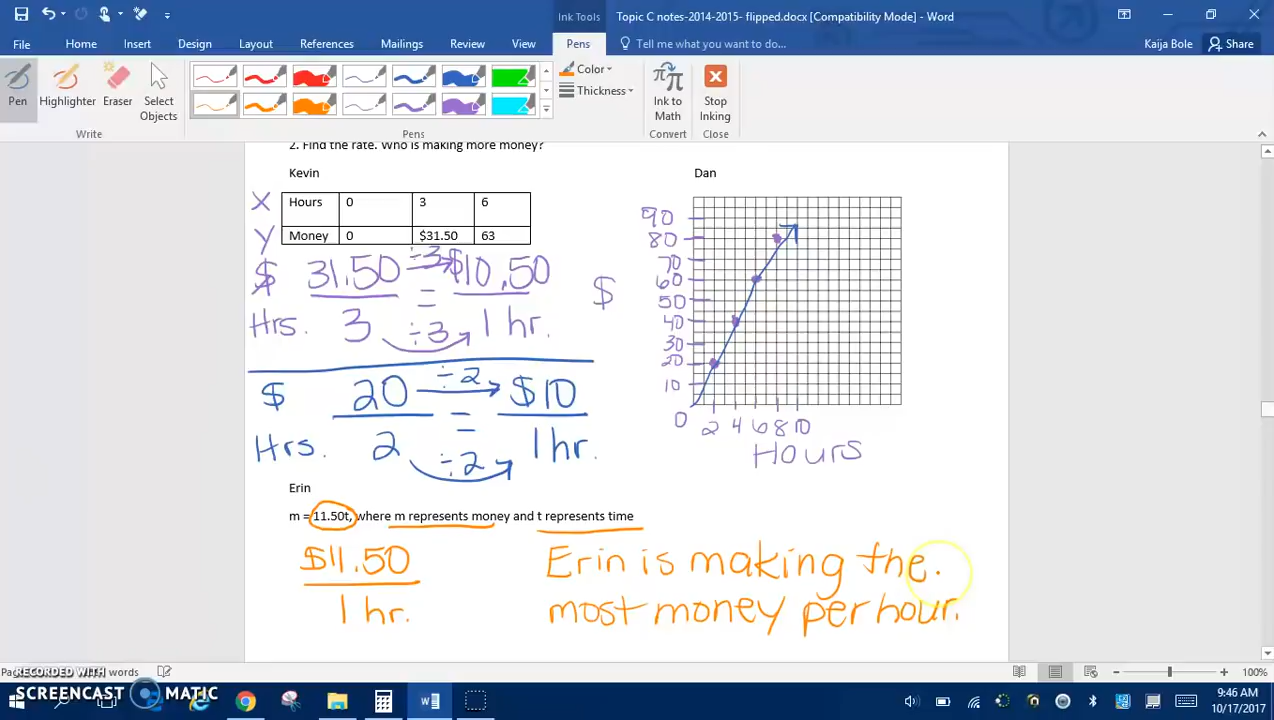 Ink Tools
Topic C notes-2014-2015- flipped.docx [Compatibility Mode] - Word
File Home Insert Design Layout References Mailings Review View Pens Tell me what you want to do... Kaija Bole Share
Pen Highlighter Eraser Select Objects
Color
Thickness
Ink to Math
Stop Inking
Write Pens Convert Close
2. Find the rate. Who is making more money?
Kevin
Dan
X Hours 0 3 6
Y Money 0 $31.50 63
$ 31.50 ÷3 = $10.50
Hrs. 3 ÷3 1 hr.
$
90
80
70
60
50
40
30
20
10
0 2 4 6 8 10
Hours
$ 20 ÷2 = $10
Hrs. 2 ÷2 1hr.
Erin
m = 11.50t, where m represents money and t represents time
$11.50
1 hr.
Erin is making the
most money per hour.
words
100%
RECORDED WITH
SCREENCAST MATIC
9:46 AM
10/17/2017